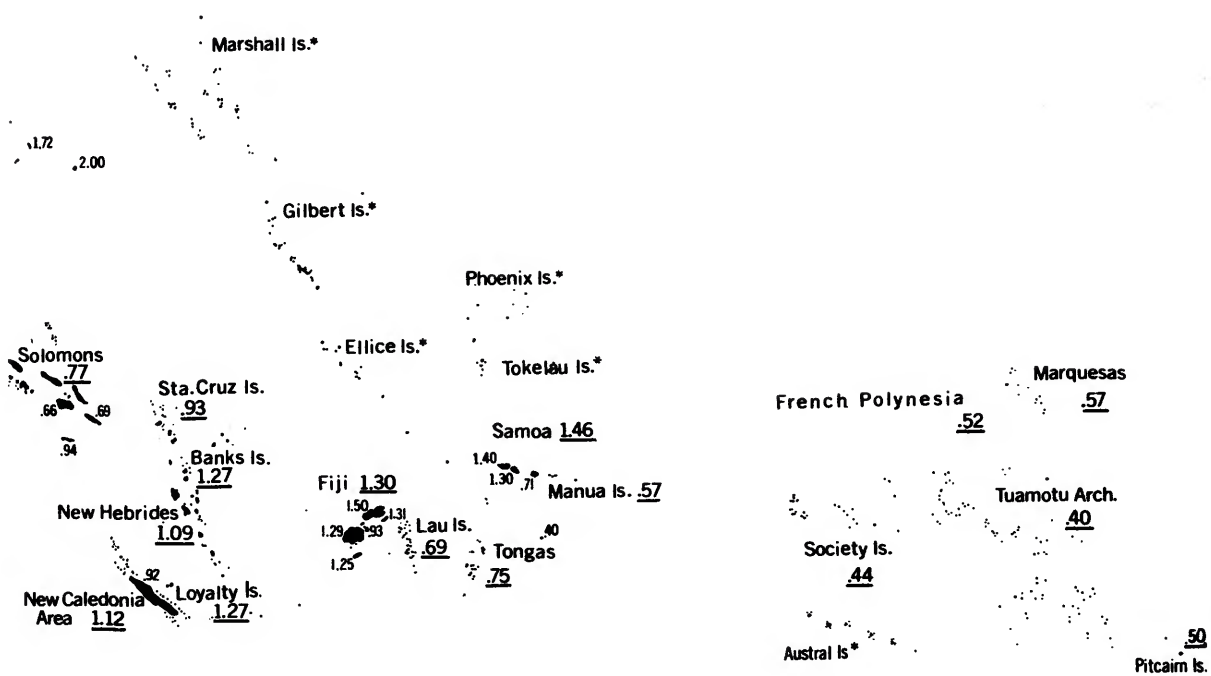 Marshall Is.*
1.72
2.00
Gilbert Is.*
Phoenix Is.*
Ellice Is.*
Tokelau Is.*
Solomons
.77
.66
.69
.94
Sta. Cruz Is.
.93
Banks Is.
1.27
New Hebrides
1.09
.92
New Caledonia
Area 1.12
Loyalty Is.
1.27
Samoa 1.46
1.40
1.30
.71
Manua Is. .57
Fiji 1.30
1.50
1.31
1.29
.93
1.25
Lau Is.
.69
.40
Tongas
.75
French Polynesia
.52
Marquesas
.57
Tuamotu Arch.
.40
Society Is.
.44
Austral Is*
.50
Pitcairn Is.